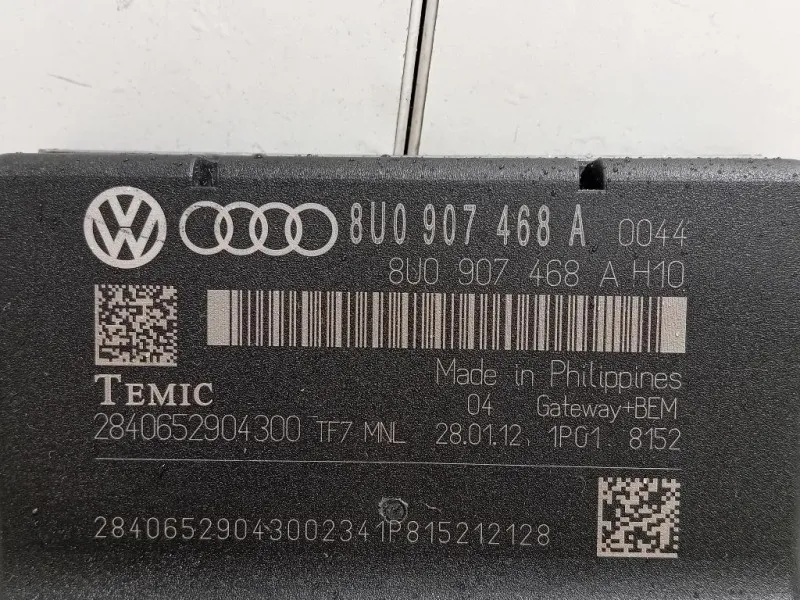 8U0 907 468 A 0044
8U0 907 468 A H10
TEMIC
Made in Philippines
04 Gateway+BEM
2840652904300 TF7 MNL 28.01.12 1P01 8152
28406529043002341P815212128